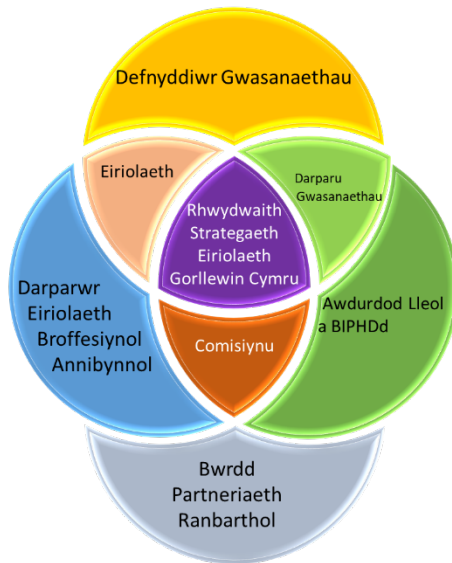 Defnyddiwr Gwasanaethau
Eiriolaeth
Darparu
Gwasanaethau
Rhwydwaith
Strategaeth
Eiriolaeth
Gorllewin Cymru
Darparwr
Eiriolaeth
Broffesiynol
Annibynnol
Awdurdod Lleol
a BIPHDd
Comisiynu
Bwrdd
Partneriaeth
Ranbarthol